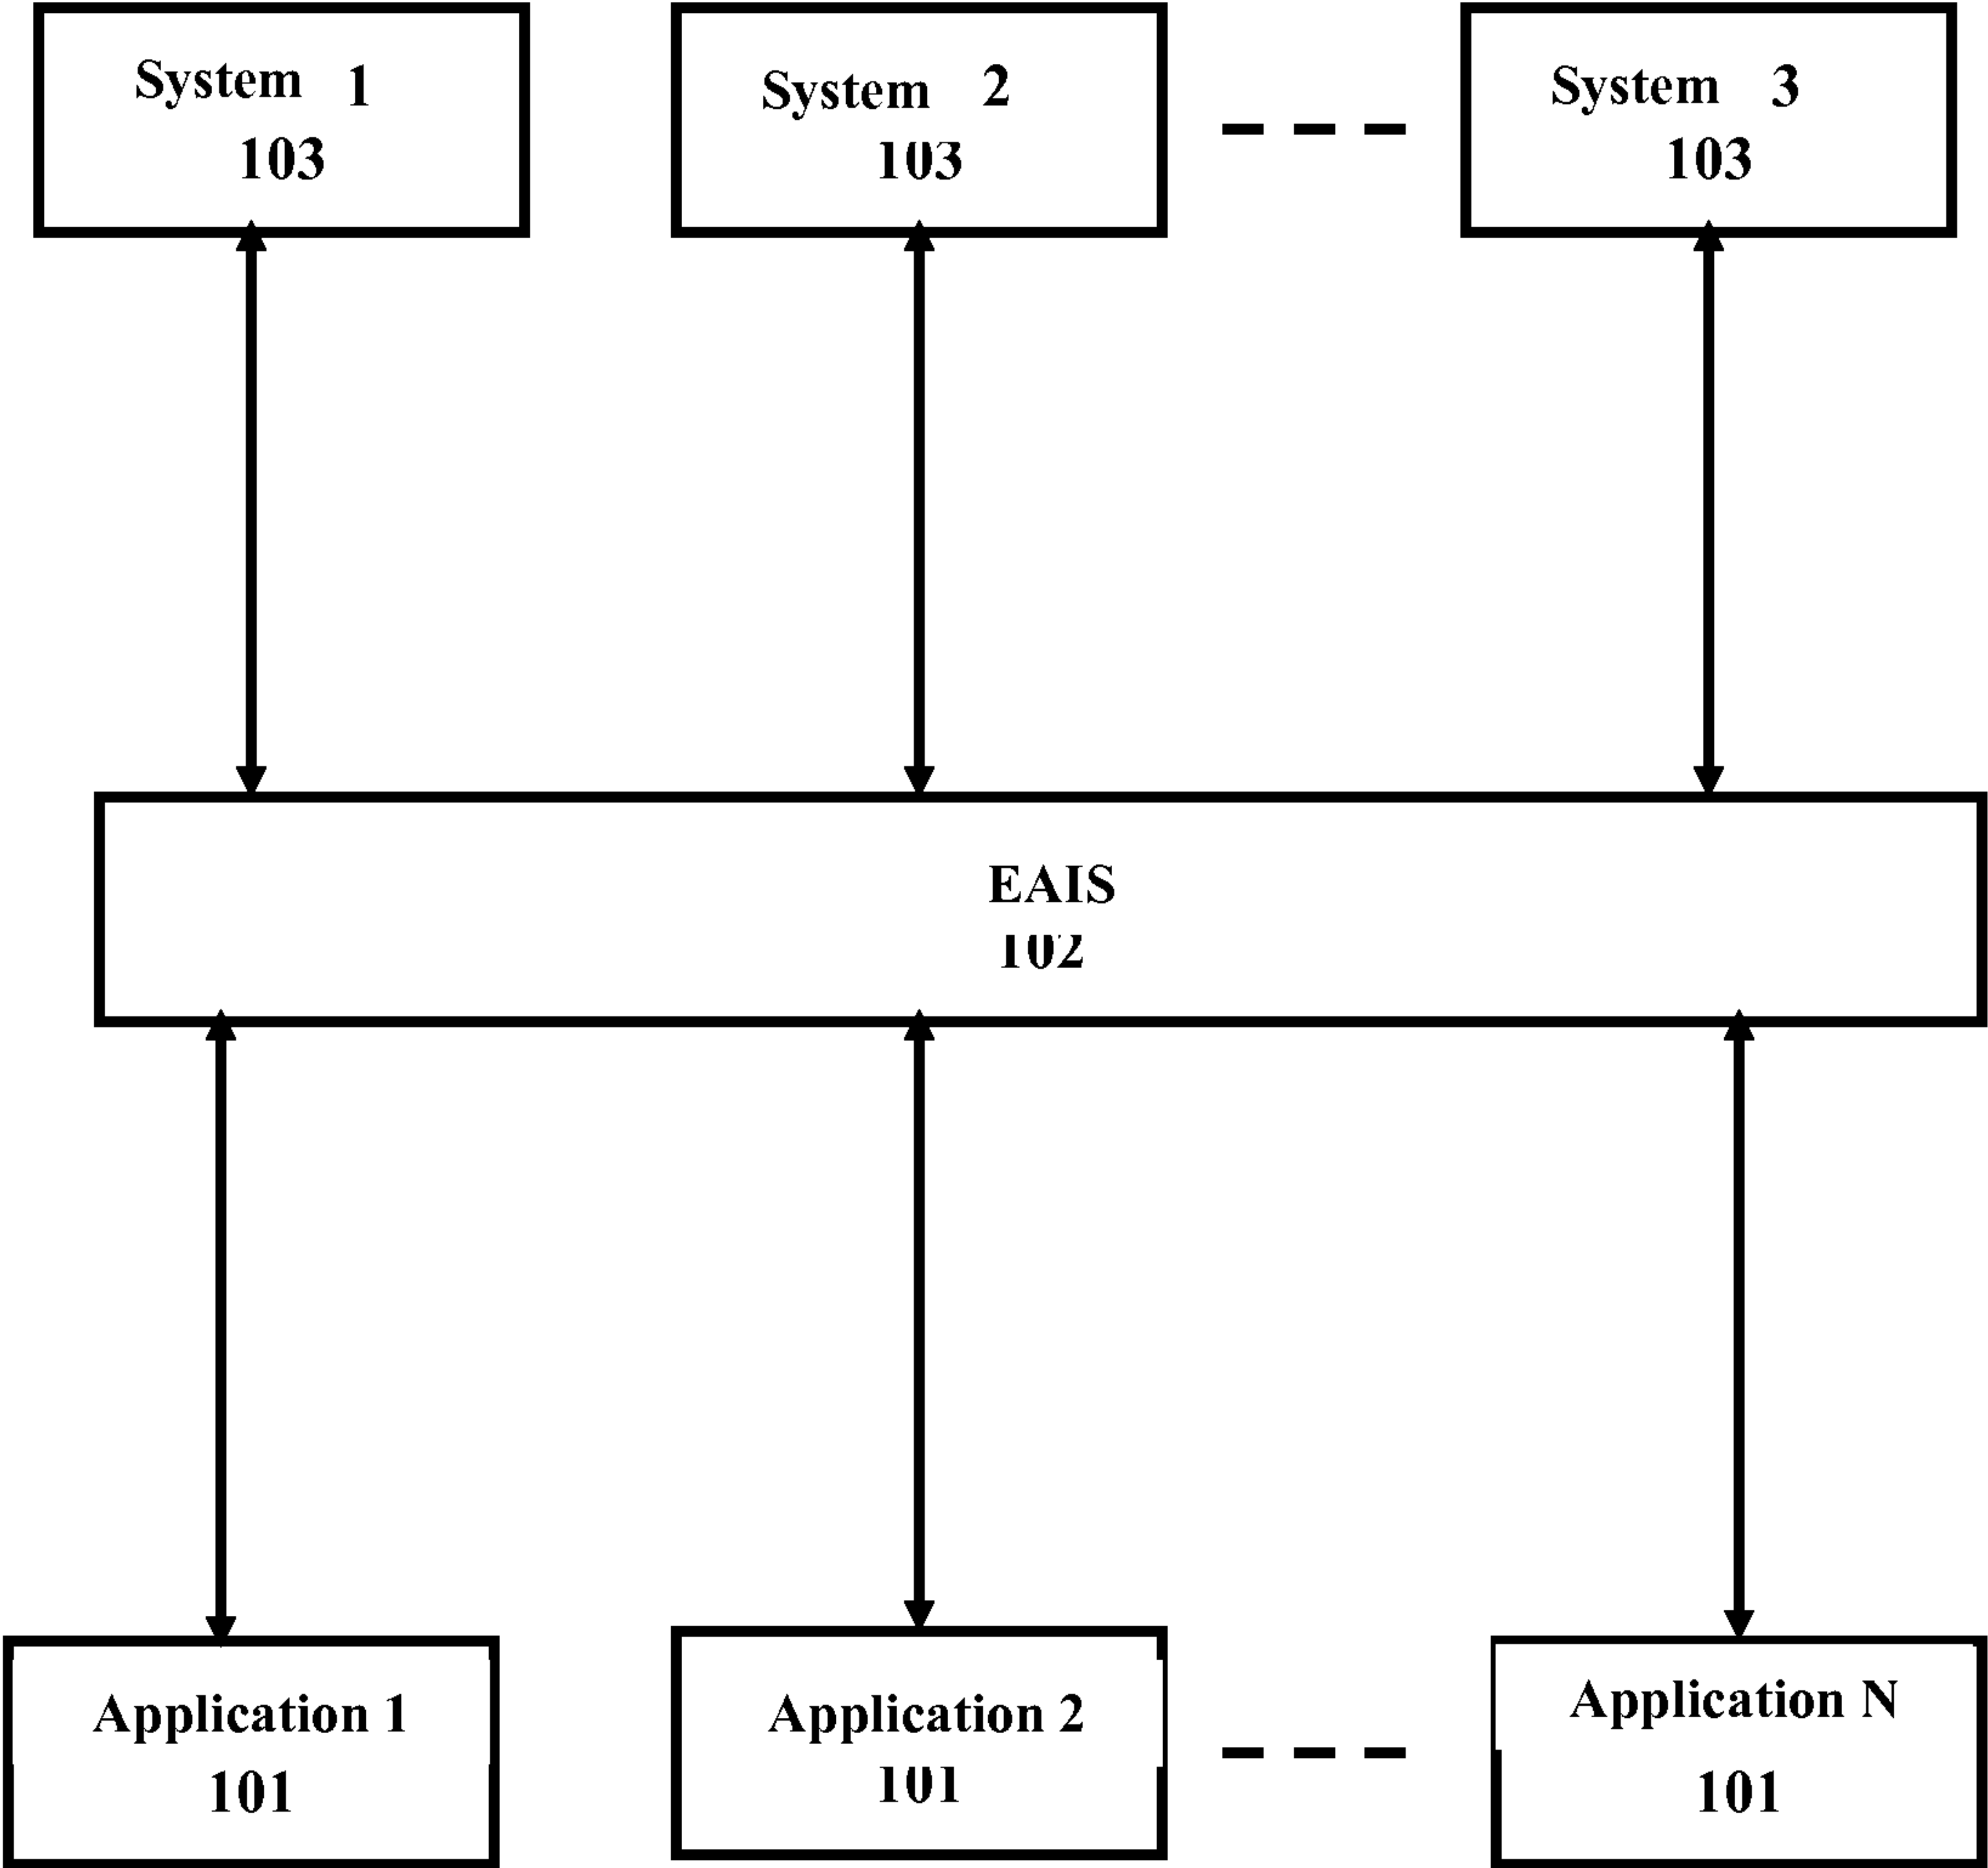 System 1
103
System 2
103
System 3
103
EAIS
102
Application 1
101
Application 2
101
Application N
101